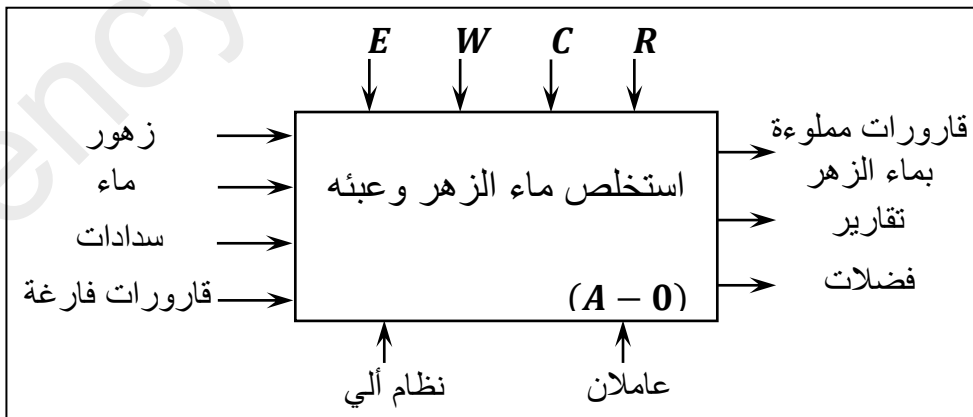 E W C R
زهور
ماء
سدادات
قارورات فارغة
استخلص ماء الزهر وعبئه
(A − 0)
قارورات مملوءة
بماء الزهر
تقارير
فضلات
نظام ألي
عاملان
ency